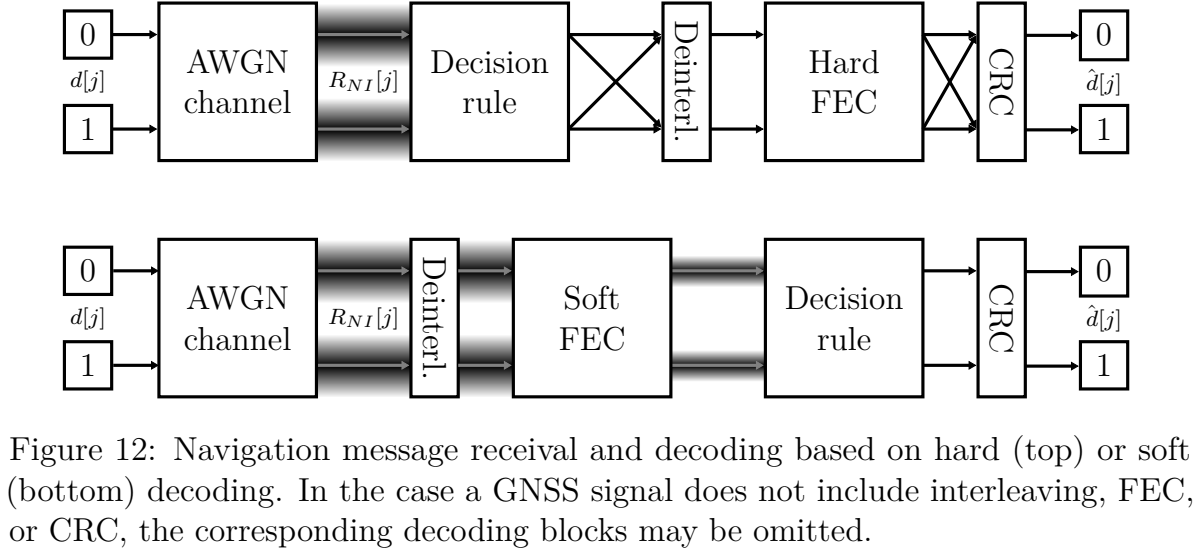 0
d[j]
1
AWGN
channel
R_{NI}[j]
Decision
rule
Deinterl.
Hard
FEC
CRC
0
d̂[j]
1
0
d[j]
1
AWGN
channel
R_{NI}[j]
Deinterl.
Soft
FEC
Decision
rule
CRC
0
d̂[j]
1
Figure 12: Navigation message receival and decoding based on hard (top) or soft
(bottom) decoding. In the case a GNSS signal does not include interleaving, FEC,
or CRC, the corresponding decoding blocks may be omitted.